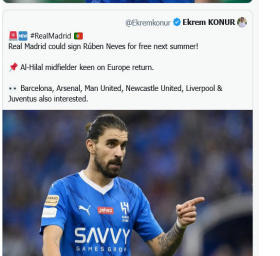 @Ekremkonur Ekrem KONUR
🚨 NEW #RealMadrid 🇵🇹
Real Madrid could sign Rúben Neves for free next summer!
📌 Al-Hilal midfielder keen on Europe return.
👀 Barcelona, Arsenal, Man United, Newcastle United, Liverpool &
Juventus also interested.
SAVVY
GAMES GROUP